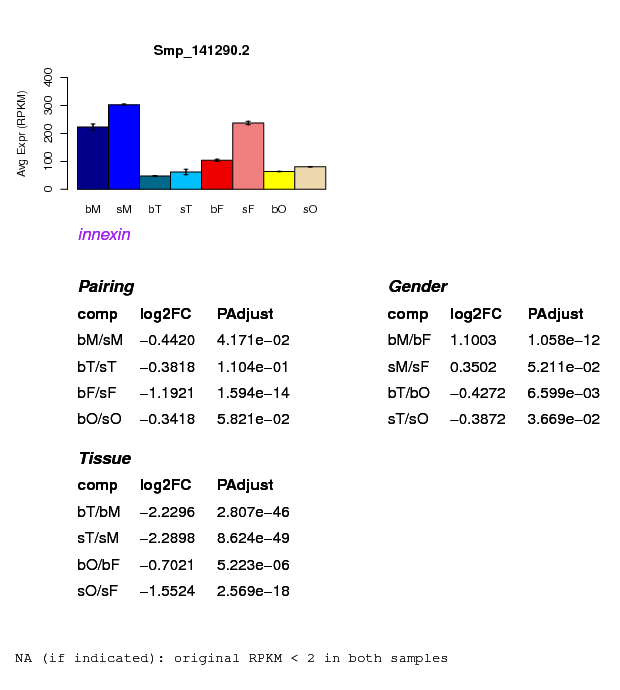 Smp_141290.2
Avg Expr (RPKM)
400
300
200
100
0
bM sM bT sT bF sF bO sO
innexin
Pairing
comp log2FC PAdjust
bM/sM −0.4420 4.171e−02
bT/sT −0.3818 1.104e−01
bF/sF −1.1921 1.594e−14
bO/sO −0.3418 5.821e−02
Gender
comp log2FC PAdjust
bM/bF 1.1003 1.058e−12
sM/sF 0.3502 5.211e−02
bT/bO −0.4272 6.599e−03
sT/sO −0.3872 3.669e−02
Tissue
comp log2FC PAdjust
bT/bM −2.2296 2.807e−46
sT/sM −2.2898 8.624e−49
bO/bF −0.7021 5.223e−06
sO/sF −1.5524 2.569e−18
NA (if indicated): original RPKM < 2 in both samples